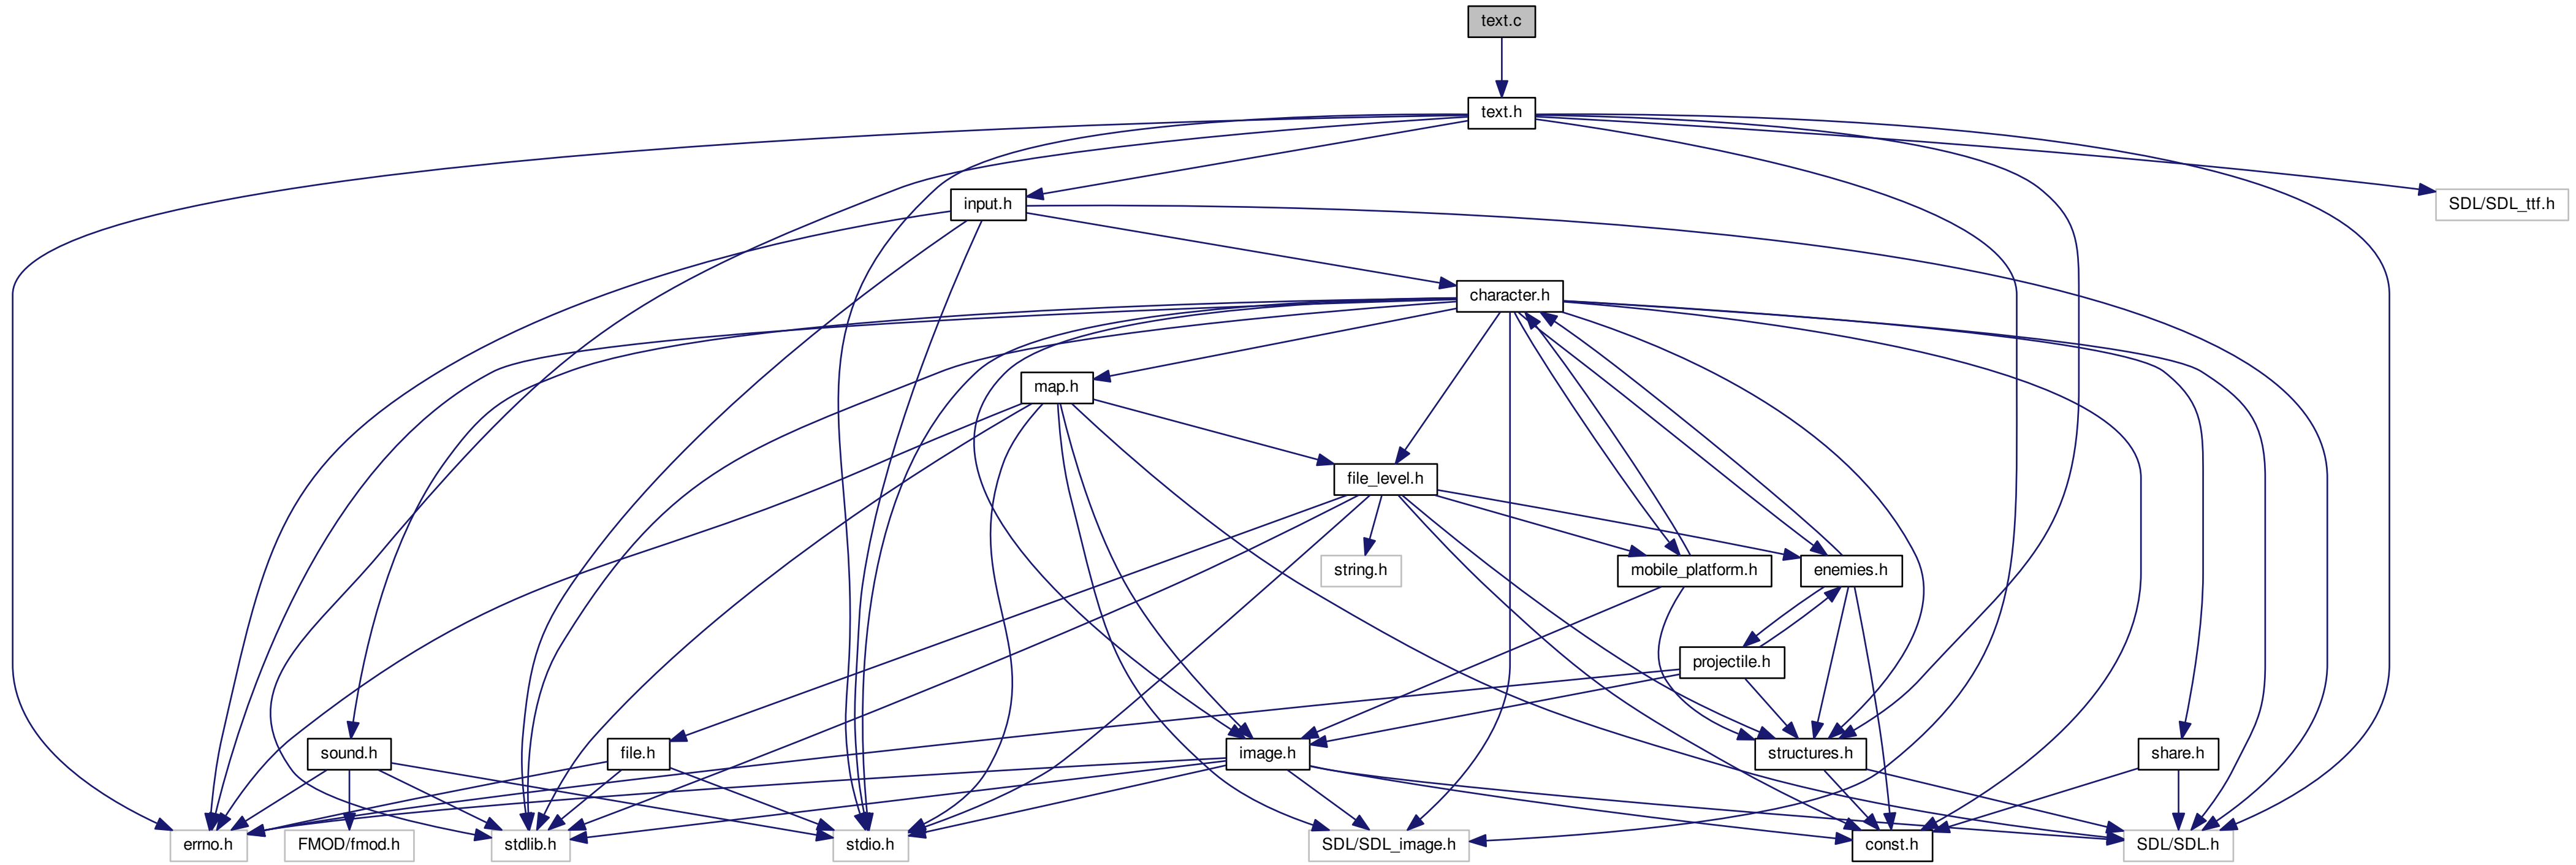 text.c
text.h
input.h
SDL/SDL_ttf.h
character.h
map.h
file_level.h
string.h
mobile_platform.h
enemies.h
projectile.h
sound.h
file.h
image.h
structures.h
share.h
errno.h
FMOD/fmod.h
stdlib.h
stdio.h
SDL/SDL_image.h
const.h
SDL/SDL.h